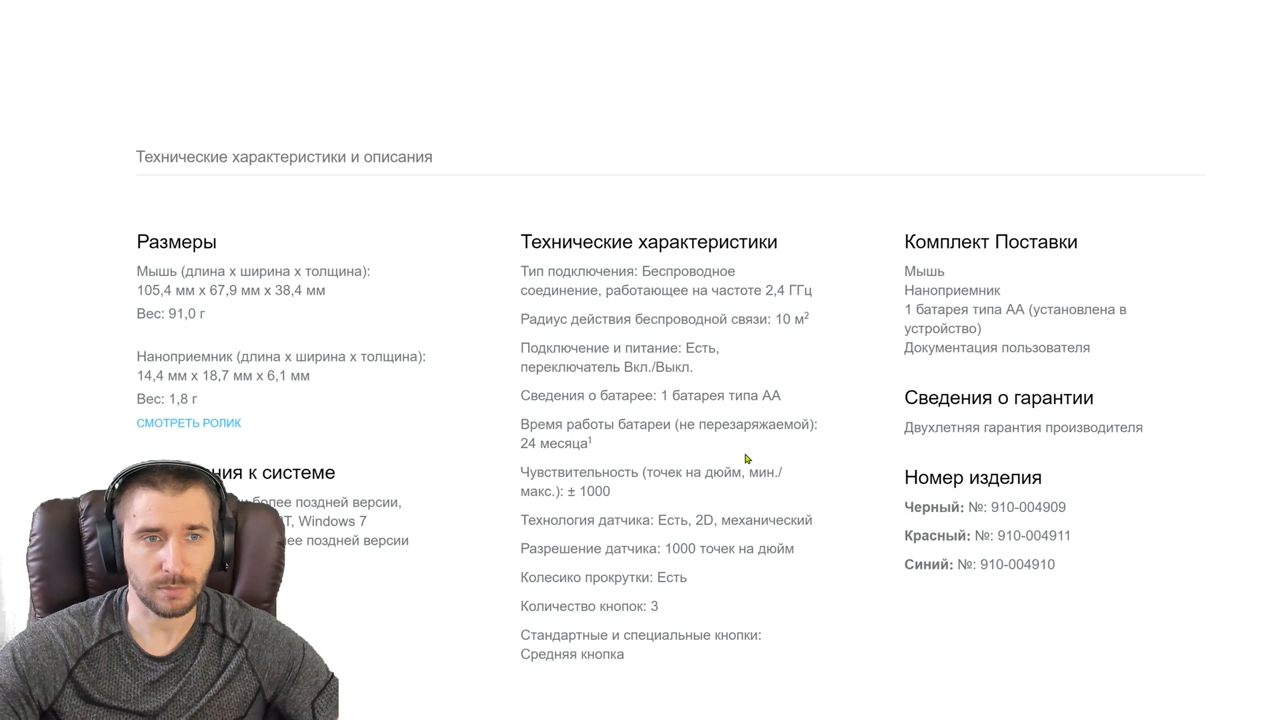 Технические характеристики и описания
Размеры
Мышь (длина x ширина x толщина):
105,4 мм x 67,9 мм x 38,4 мм
Вес: 91,0 г
Наноприемник (длина x ширина x толщина):
14,4 мм x 18,7 мм x 6,1 мм
Вес: 1,8 г
СМОТРЕТЬ РОЛИК
к системе
более поздней версии,
Windows 7
более поздней версии
Технические характеристики
Тип подключения: Беспроводное
соединение, работающее на частоте 2,4 ГГц
Радиус действия беспроводной связи: 10 м²
Подключение и питание: Есть,
переключатель Вкл./Выкл.
Сведения о батарее: 1 батарея типа AA
Время работы батареи (не перезаряжаемой):
24 месяца¹
Чувствительность (точек на дюйм, мин./
макс.): ± 1000
Технология датчика: Есть, 2D, механический
Разрешение датчика: 1000 точек на дюйм
Колесико прокрутки: Есть
Количество кнопок: 3
Стандартные и специальные кнопки:
Средняя кнопка
Комплект Поставки
Мышь
Наноприемник
1 батарея типа AA (установлена в
устройство)
Документация пользователя
Сведения о гарантии
Двухлетняя гарантия производителя
Номер изделия
Черный: №: 910-004909
Красный: №: 910-004911
Синий: №: 910-004910